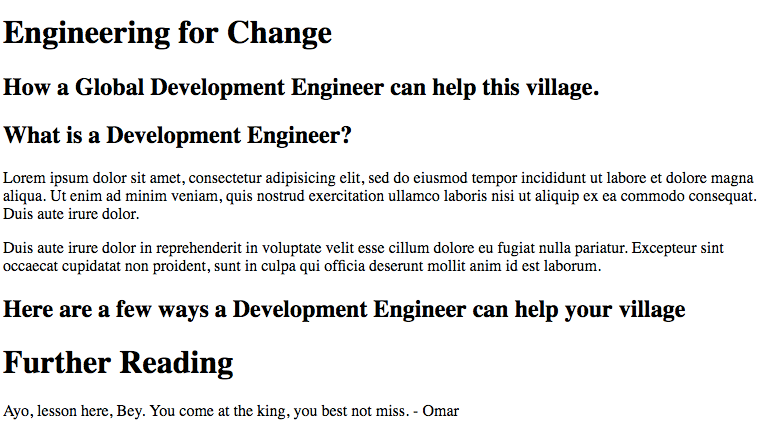 Engineering for Change
How a Global Development Engineer can help this village.
What is a Development Engineer?
Lorem ipsum dolor sit amet, consectetur adipisicing elit, sed do eiusmod tempor incididunt ut labore et dolore magna
aliqua. Ut enim ad minim veniam, quis nostrud exercitation ullamco laboris nisi ut aliquip ex ea commodo consequat.
Duis aute irure dolor.
Duis aute irure dolor in reprehenderit in voluptate velit esse cillum dolore eu fugiat nulla pariatur. Excepteur sint
occaecat cupidatat non proident, sunt in culpa qui officia deserunt mollit anim id est laborum.
Here are a few ways a Development Engineer can help your village
Further Reading
Ayo, lesson here, Bey. You come at the king, you best not miss. - Omar